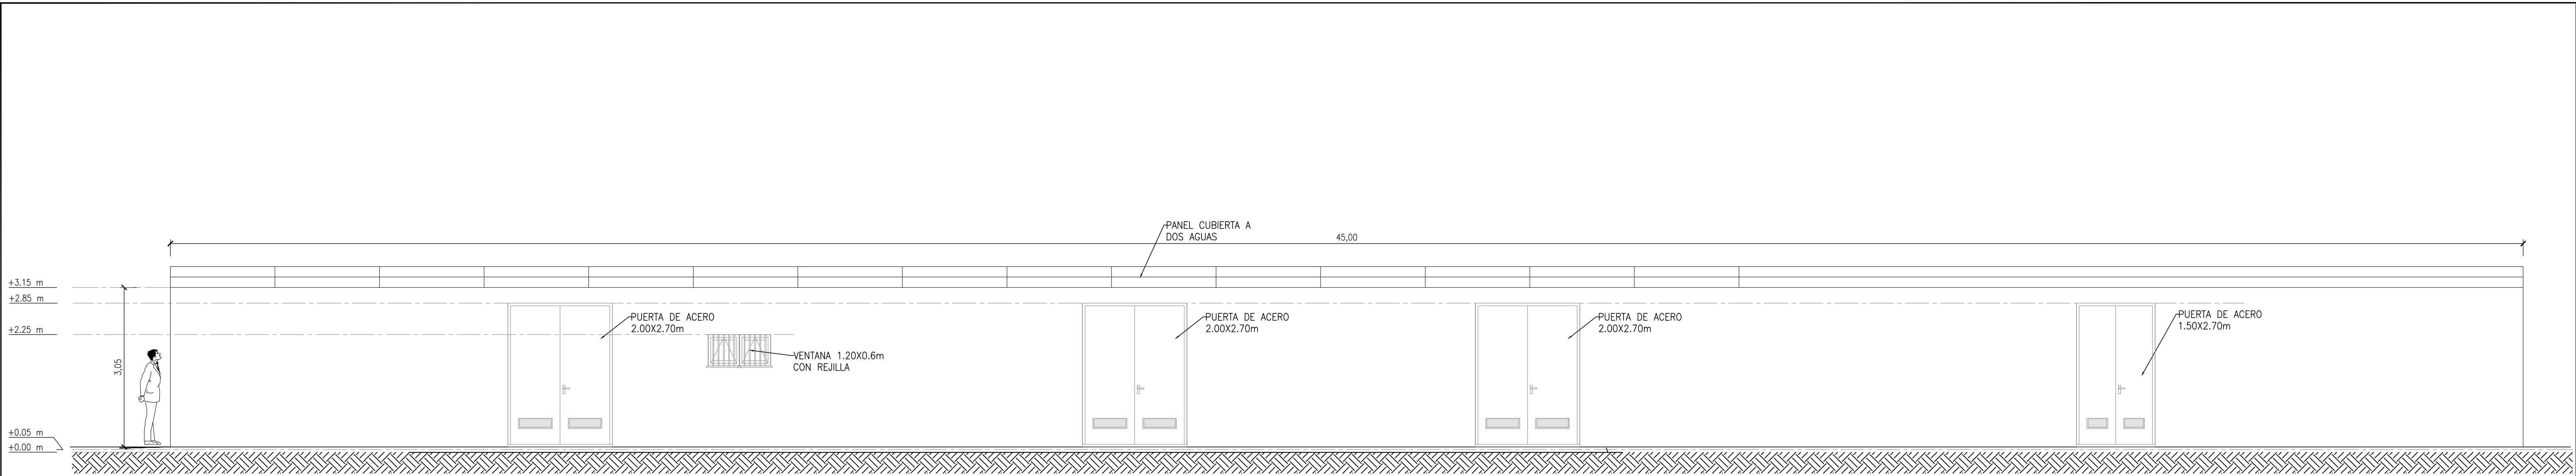 PANEL CUBIERTA A
DOS AGUAS
45,00
+3.15 m
+2.85 m
+2.25 m
3,05
+0.05 m
+0.00 m
PUERTA DE ACERO
2.00X2.70m
VENTANA 1.20X0.6m
CON REJILLA
PUERTA DE ACERO
2.00X2.70m
PUERTA DE ACERO
2.00X2.70m
PUERTA DE ACERO
1.50X2.70m